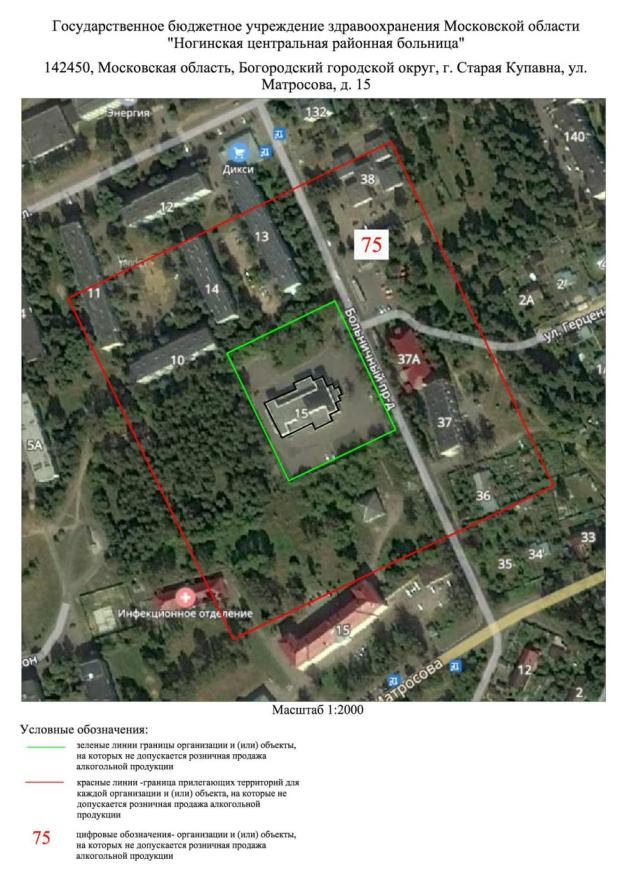 Государственное бюджетное учреждение здравоохранения Московской области
"Ногинская центральная районная больница"
142450, Московская область, Богородский городской округ, г. Старая Купавна, ул.
Матросова, д. 15
Энергия
132
140
Дикси
38
12
13
75
11
14
2А
2
ул. Герцена
10
Больничный пр-д
37А
15
37
5А
36
33
34
35
Инфекционное отделение
15
он
12
Матросова
2
Масштаб 1:2000
Условные обозначения:
зеленые линии границы организации и (или) объекты,
на которых не допускается розничная продажа
алкогольной продукции
красные линии -граница прилегающих территорий для
каждой организации и (или) объекта, на которые не
допускается розничная продажа алкогольной
продукции
75
цифровые обозначения- организации и (или) объекты,
на которых не допускается розничная продажа
алкогольной продукции